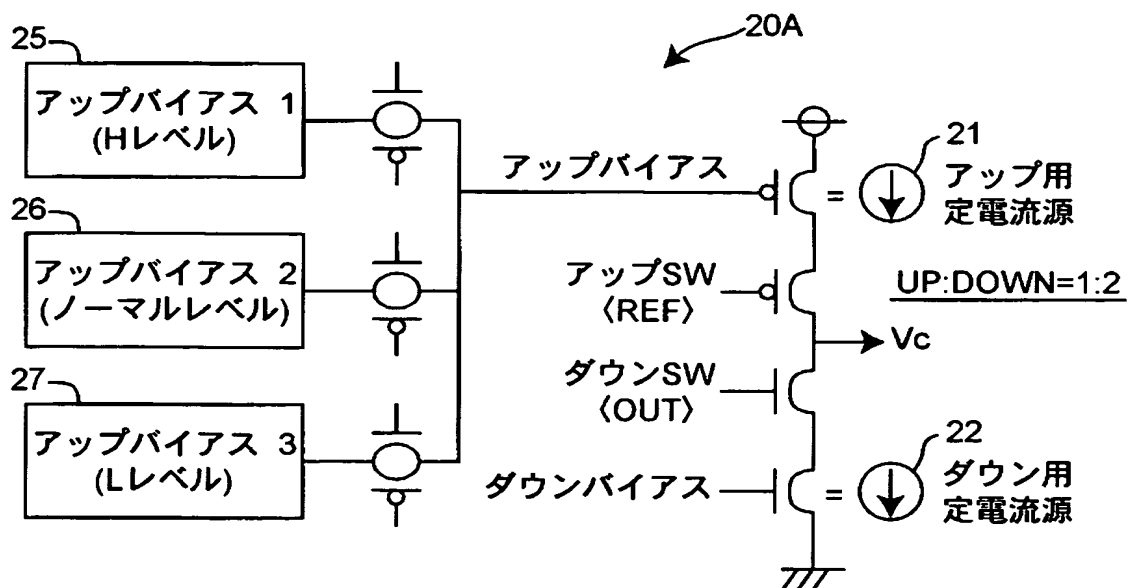 20A
25
アップバイアス 1
(Hレベル)
26
アップバイアス 2
(ノーマルレベル)
27
アップバイアス 3
(Lレベル)
アップバイアス
=
21
アップ用
定電流源
アップSW
〈REF〉
UP:DOWN=1:2
Vc
ダウンSW
〈OUT〉
ダウンバイアス
=
22
ダウン用
定電流源